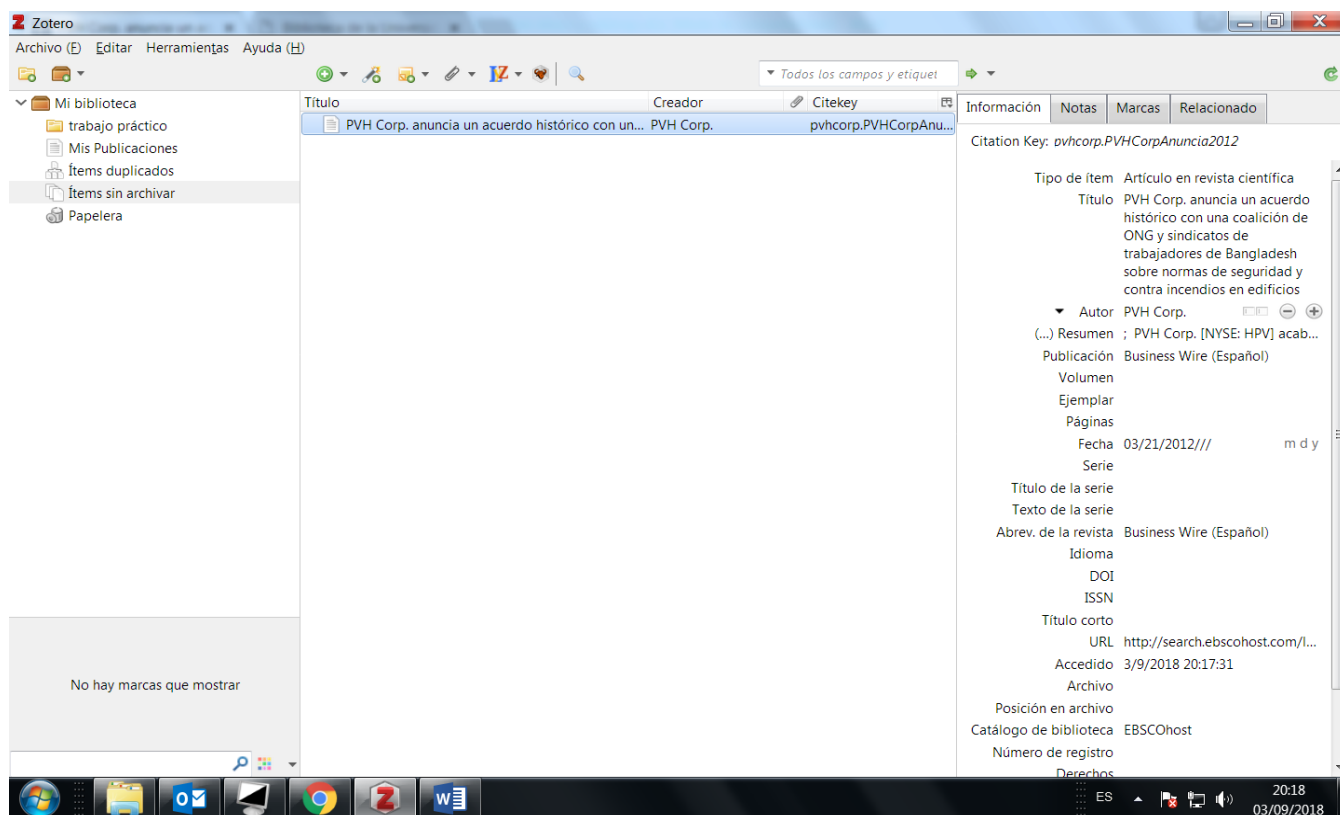 Zotero
Archivo (F) Editar Herramientas Ayuda (H)
Todos los campos y etiquet
Mi biblioteca
trabajo práctico
Mis Publicaciones
Ítems duplicados
Ítems sin archivar
Papelera
Título Creador Citekey
PVH Corp. anuncia un acuerdo histórico con un... PVH Corp. pvhcorp.PVHCorpAnu...
Información Notas Marcas Relacionado
Citation Key: pvhcorp.PVHCorpAnuncia2012
Tipo de ítem Artículo en revista científica
Título PVH Corp. anuncia un acuerdo
histórico con una coalición de
ONG y sindicatos de
trabajadores de Bangladesh
sobre normas de seguridad y
contra incendios en edificios
Autor PVH Corp.
(...) Resumen ; PVH Corp. [NYSE: HPV] acab...
Publicación Business Wire (Español)
Volumen
Ejemplar
Páginas
Fecha 03/21/2012/// m d y
Serie
Título de la serie
Texto de la serie
Abrev. de la revista Business Wire (Español)
Idioma
DOI
ISSN
Título corto
URL http://search.ebscohost.com/l...
Accedido 3/9/2018 20:17:31
Archivo
Posición en archivo
Catálogo de biblioteca EBSCOhost
Número de registro
Derechos
No hay marcas que mostrar
ES 20:18
03/09/2018